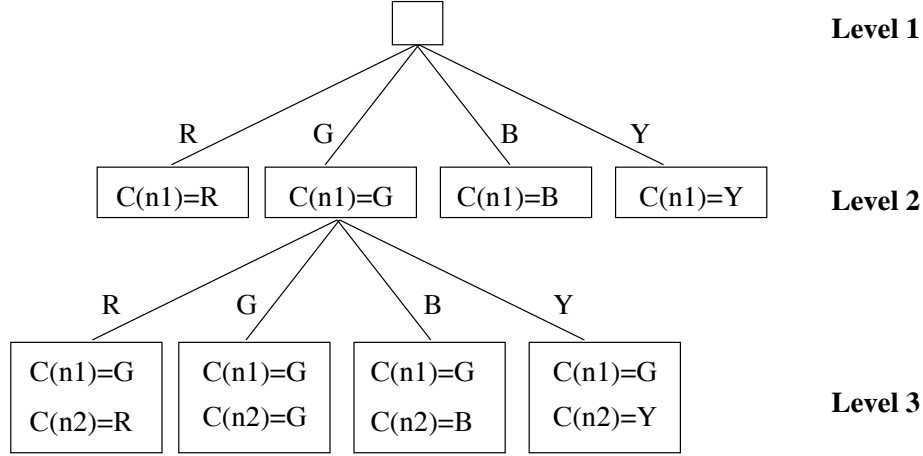 Level 1
R G B Y
C(n1)=R C(n1)=G C(n1)=B C(n1)=Y
Level 2
R G B Y
C(n1)=G C(n1)=G C(n1)=G C(n1)=G
C(n2)=R C(n2)=G C(n2)=B C(n2)=Y
Level 3